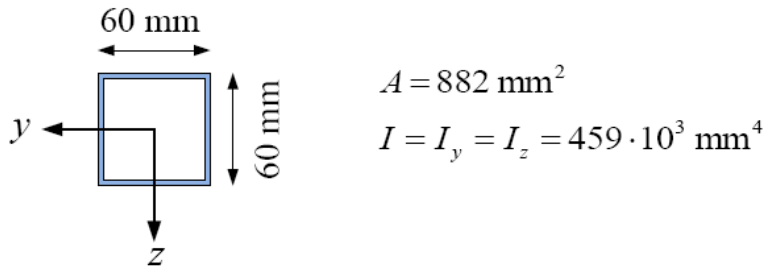 60 mm
60 mm
y
z
A = 882 mm²
I = I_y = I_z = 459 · 10³ mm⁴